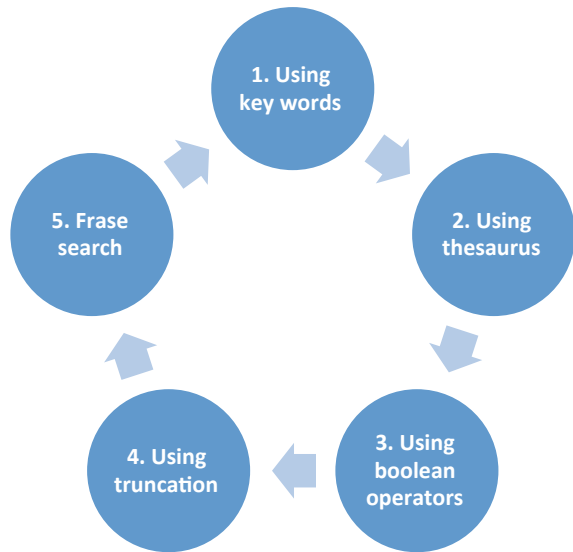 1. Using
key words
2. Using
thesaurus
3. Using
boolean
operators
4. Using
truncation
5. Frase
search